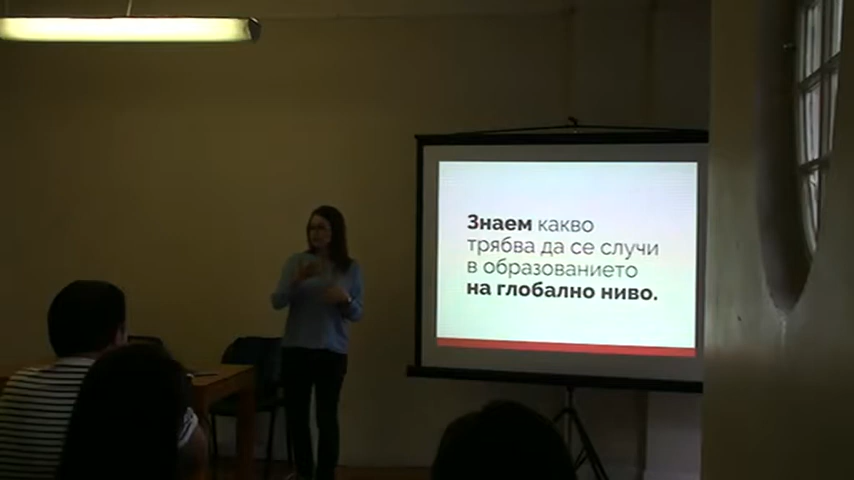 Знаем какво
трябва да се случи
в образованието
на глобално ниво.